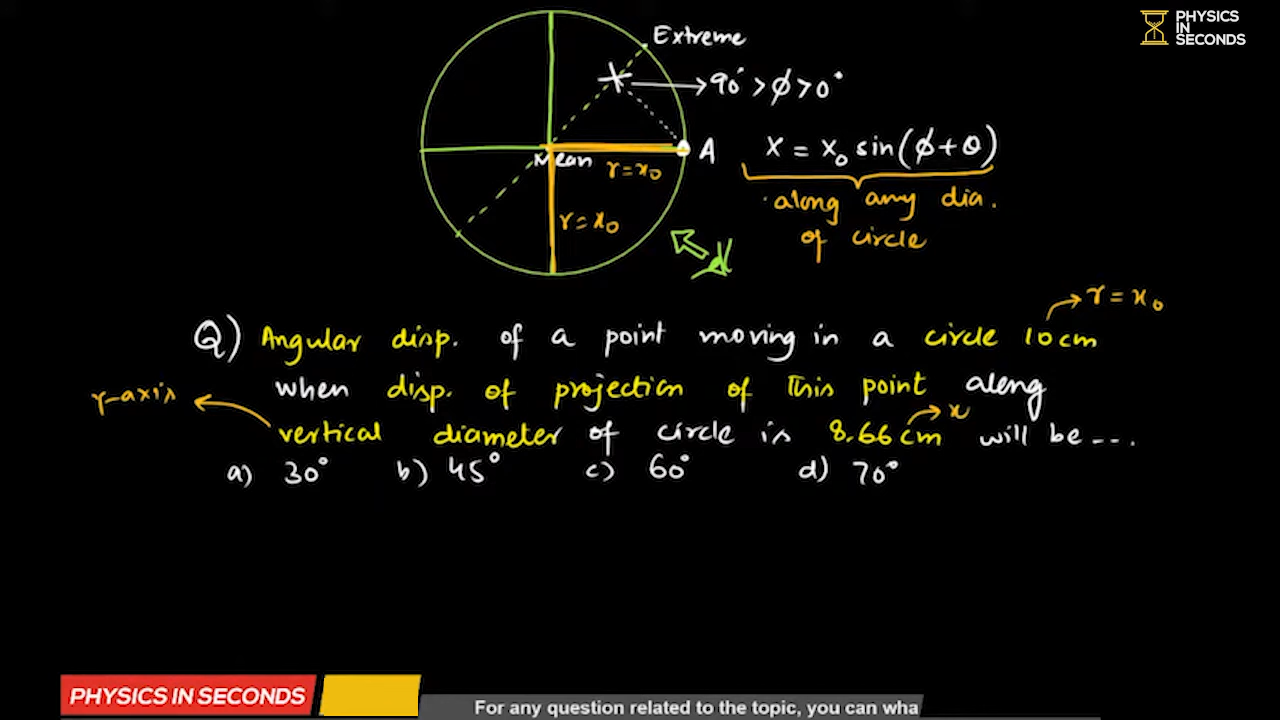 PHYSICS
IN
SECONDS
Extreme
90° > ϕ > 0°
Mean
r = x₀
A
x = x₀ sin(ϕ + θ)
along any dia.
of circle
r = x₀
r = x₀
Q) Angular disp. of a point moving in a circle 10 cm
when disp. of projection of this point along
y-axis
x
vertical diameter of circle is 8.66 cm will be ---.
a) 30° b) 45° c) 60° d) 70°
PHYSICS IN SECONDS
For any question related to the topic, you can wha